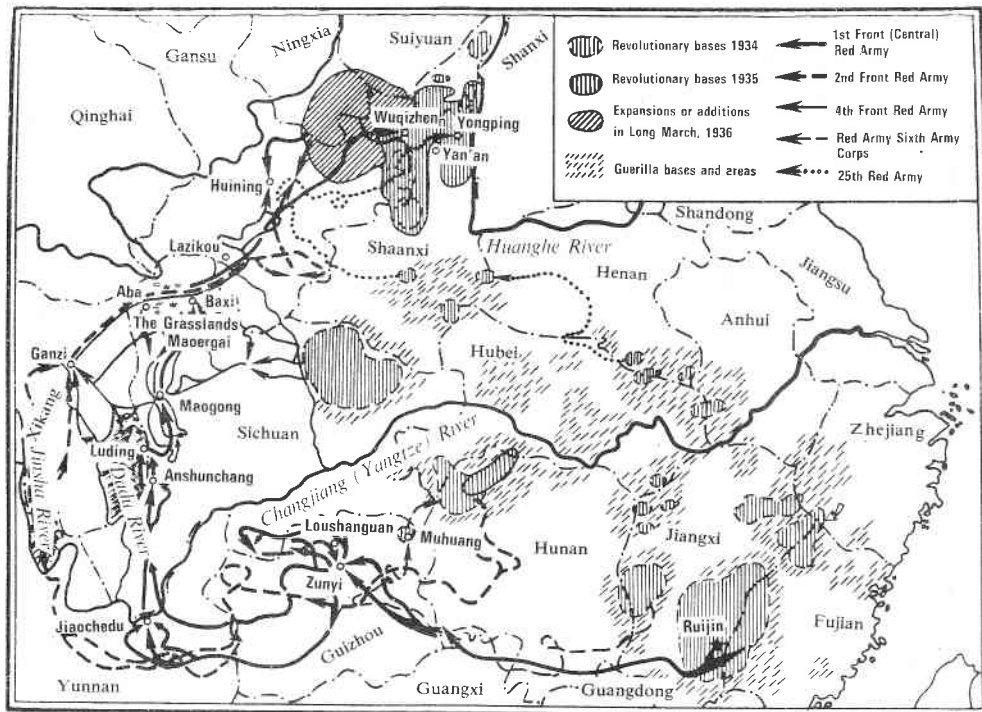 Revolutionary bases 1934
Revolutionary bases 1935
Expansions or additions
in Long March, 1936
Guerilla bases and areas
1st Front (Central)
Red Army
2nd Front Red Army
4th Front Red Army
Red Army Sixth Army
Corps
25th Red Army
Ningxia
Suiyuan
Shanxi
Gansu
Qinghai
Wuqizhen
Yongping
Yan'an
Huining
Shandong
Lazikou
Shaanxi
Huanghe River
Henan
Jiangsu
Aba
Baxi
Anhui
The Grasslands
Maoergai
Ganzi
Hubei
Maogong
Xikang
Sichuan
Zhejiang
Luding
Jinsha River
Anshunchang
Dadu River
Changjiang (Yangtze) River
Loushanguan
Muhuang
Hunan
Jiangxi
Zunyi
Jiaochedu
Ruijin
Guizhou
Fujian
Yunnan
Guangxi
Guangdong